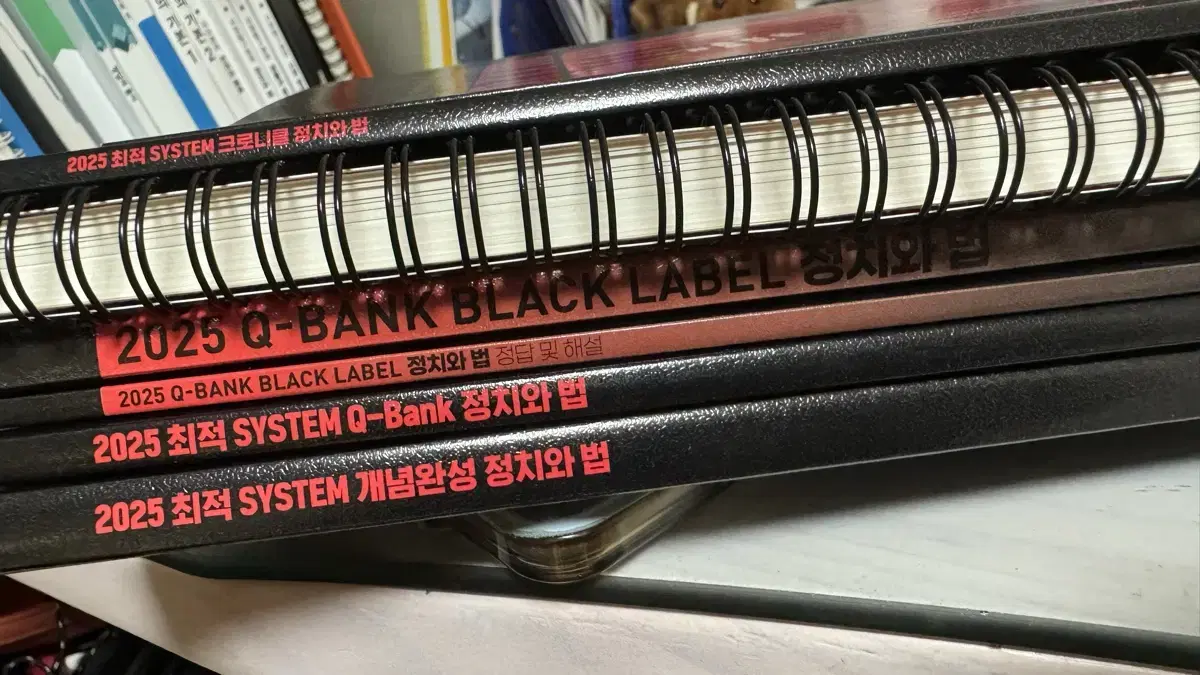 2025 최적 SYSTEM 크로니클 정치와 법
2025 Q-BANK BLACK LABEL 정치와 법
2025 Q-BANK BLACK LABEL 정치와 법 정답 및 해설
2025 최적 SYSTEM Q-Bank 정치와 법
2025 최적 SYSTEM 개념완성 정치와 법